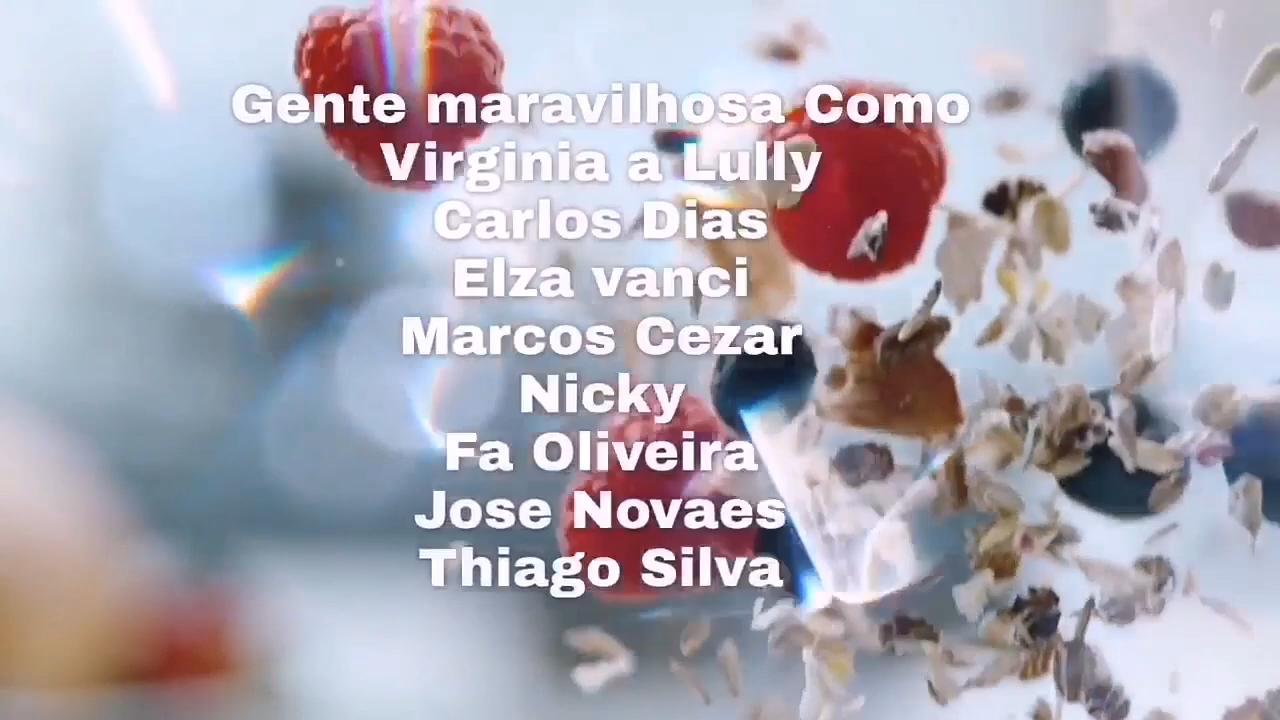 Gente maravilhosa Como
Virginia a Lully
Carlos Dias
Elza vanci
Marcos Cezar
Nicky
Fa Oliveira
Jose Novaes
Thiago Silva